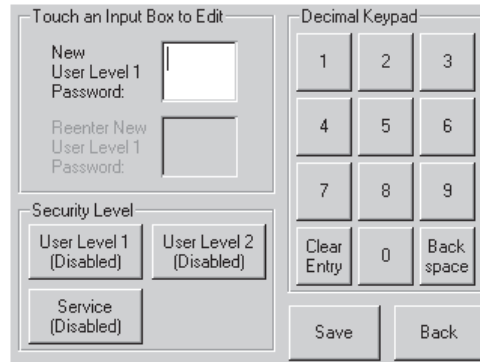 Touch an Input Box to Edit
New
User Level 1
Password:
Reenter New
User Level 1
Password:
Security Level
User Level 1
(Disabled)
User Level 2
(Disabled)
Service
(Disabled)
Decimal Keypad
1 2 3
4 5 6
7 8 9
Clear
Entry
0
Back
space
Save
Back